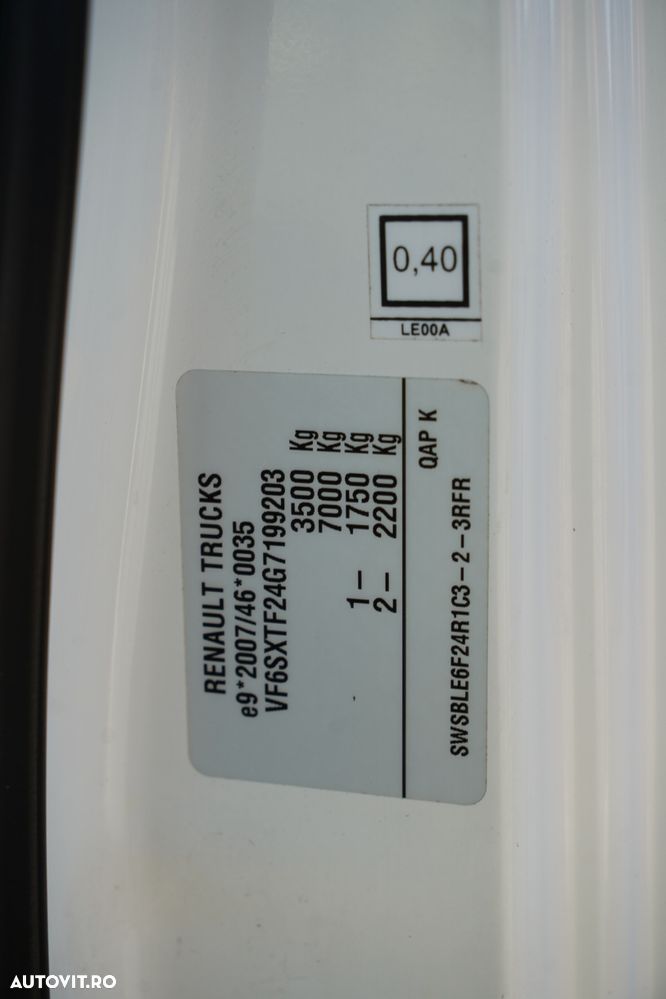 0,40
LE00A
RENAULT TRUCKS
e9*2007/46*0035
VF6SXTF24G7199203
3500 Kg
7000 Kg
1– 1750 Kg
2– 2200 Kg
QAP K
SWSBLE6F24R1C3–2–3RFR
AUTOVIT.RO